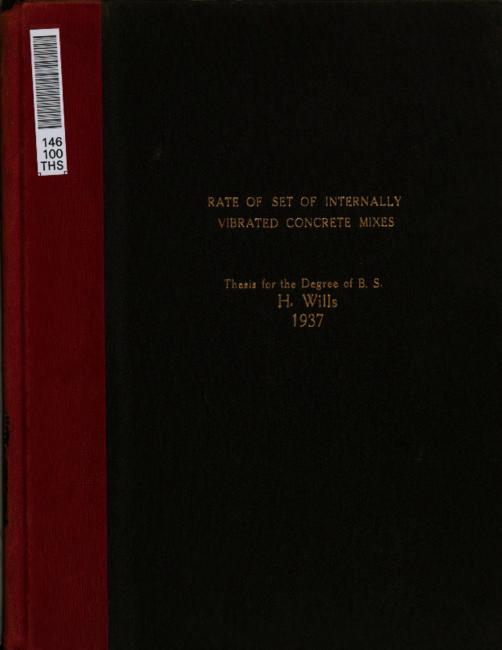 146
100
THS
RATE OF SET OF INTERNALLY
VIBRATED CONCRETE MIXES
Thesis for the Degree of B. S.
H. Wills
1937